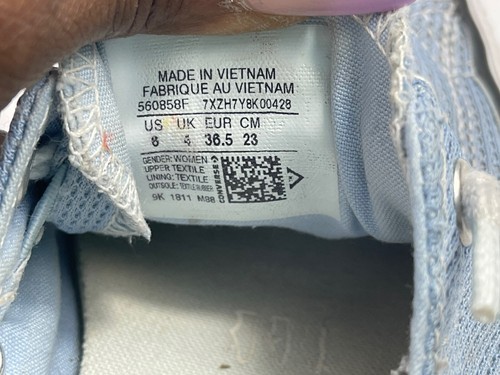 MADE IN VIETNAM
FABRIQUE AU VIETNAM
560858F 7XZH7Y8K00428
US UK EUR CM
6 4 36.5 23
GENDER: WOMEN
UPPER TEXTILE
LINING: TEXTILE
OUTSOLE: TEXTILE RUBBER
9K 1811 M88
CONVERSE